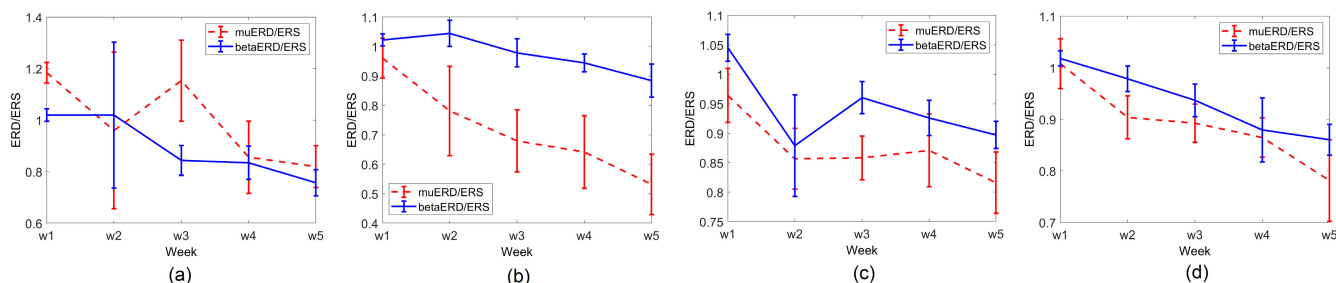 1.4
1.2
1
0.8
0.6
ERD/ERS
muERD/ERS
betaERD/ERS
w1 w2 w3 w4 w5
Week
(a)
1.1
1
0.9
0.8
0.7
0.6
0.5
0.4
ERD/ERS
muERD/ERS
betaERD/ERS
w1 w2 w3 w4 w5
Week
(b)
1.1
1.05
1
0.95
0.9
0.85
0.8
0.75
ERD/ERS
muERD/ERS
betaERD/ERS
w1 w2 w3 w4 w5
Week
(c)
1.1
1
0.9
0.8
0.7
ERD/ERS
muERD/ERS
betaERD/ERS
w1 w2 w3 w4 w5
Week
(d)